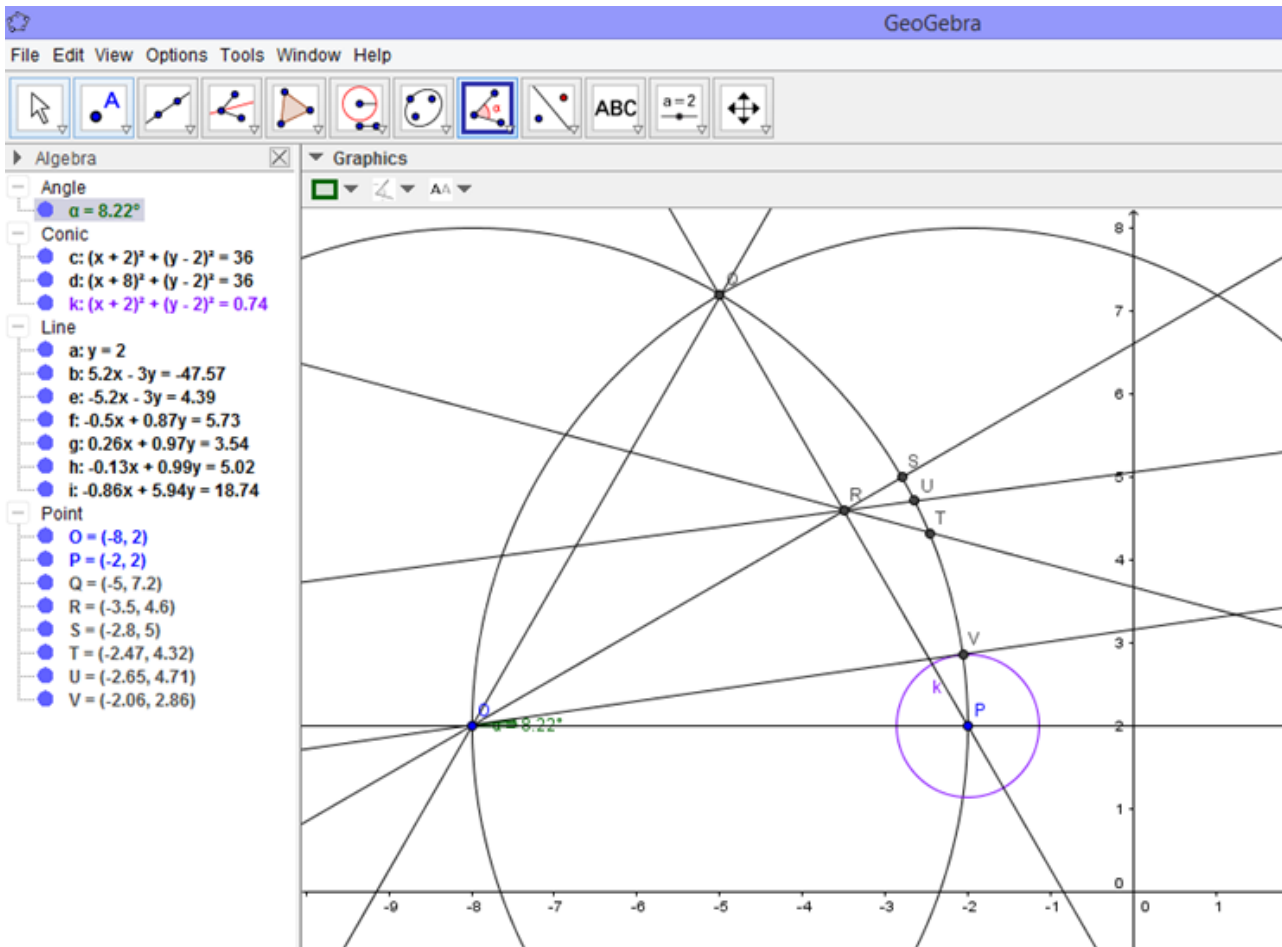 GeoGebra
File Edit View Options Tools Window Help
A
α
ABC
a=2
Algebra
Graphics
AA
Angle
α = 8.22°
Conic
c: (x + 2)² + (y - 2)² = 36
d: (x + 8)² + (y - 2)² = 36
k: (x + 2)² + (y - 2)² = 0.74
Line
a: y = 2
b: 5.2x - 3y = -47.57
e: -5.2x - 3y = 4.39
f: -0.5x + 0.87y = 5.73
g: 0.26x + 0.97y = 3.54
h: -0.13x + 0.99y = 5.02
i: -0.86x + 5.94y = 18.74
Point
O = (-8, 2)
P = (-2, 2)
Q = (-5, 7.2)
R = (-3.5, 4.6)
S = (-2.8, 5)
T = (-2.47, 4.32)
U = (-2.65, 4.71)
V = (-2.06, 2.86)
8
Q
7
6
S
5
U
R
T
4
3
V
k
O
α = 8.22°
P
2
1
0
-9 -8 -7 -6 -5 -4 -3 -2 -1 0 1